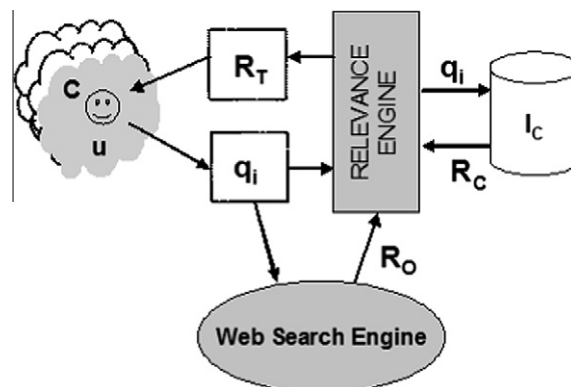 C
u
R_T
q_i
RELEVANCE
ENGINE
q_i
R_C
I_C
R_O
Web Search Engine